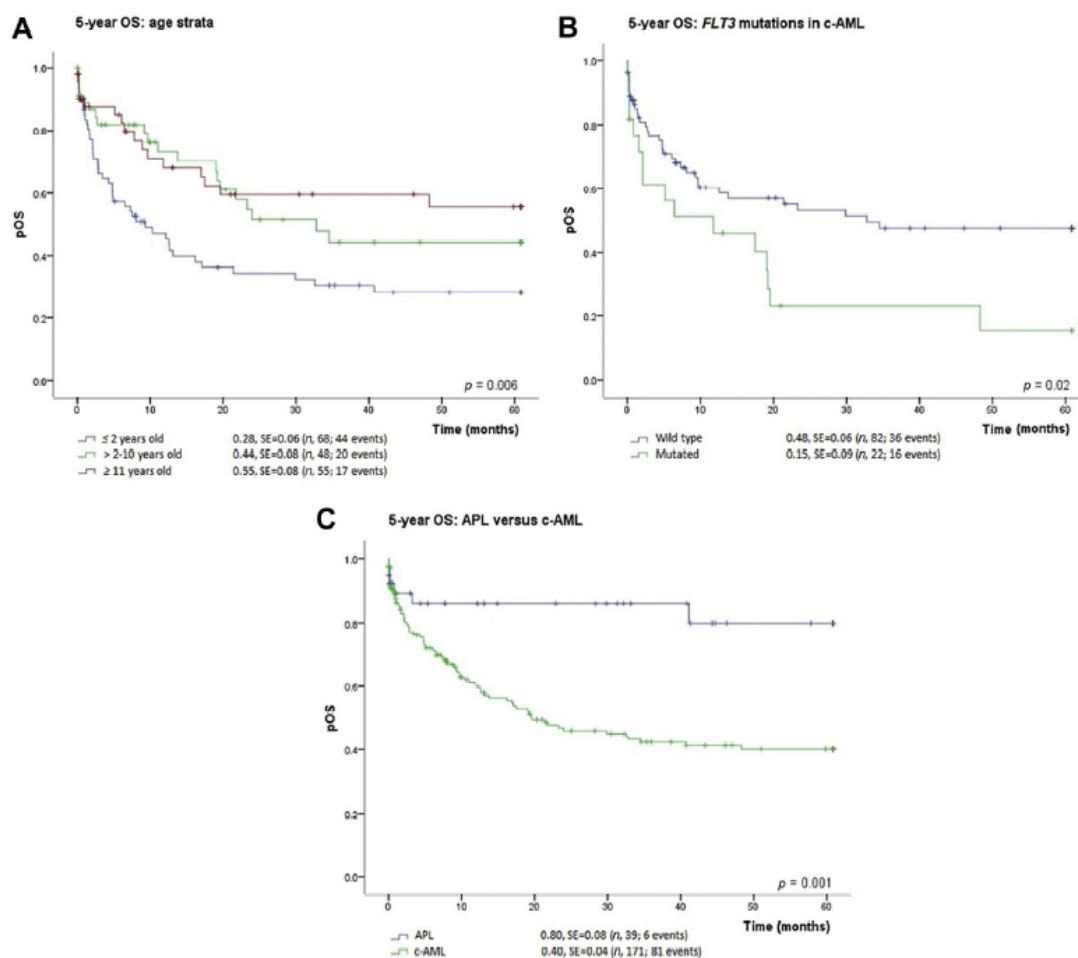 A
5-year OS: age strata
1.0
0.8
0.6
0.4
0.2
0.0
pOS
p = 0.006
0 10 20 30 40 50 60
Time (months)
≤ 2 years old 0.28, SE=0.06 (n, 68; 44 events)
> 2-10 years old 0.44, SE=0.08 (n, 48; 20 events)
≥ 11 years old 0.55, SE=0.08 (n, 55; 17 events)
B
5-year OS: FLT3 mutations in c-AML
1.0
0.8
0.6
0.4
0.2
0.0
pOS
p = 0.02
0 10 20 30 40 50 60
Time (months)
Wild type 0.48, SE=0.06 (n, 82; 36 events)
Mutated 0.15, SE=0.09 (n, 22; 16 events)
C
5-year OS: APL versus c-AML
1.0
0.8
0.6
0.4
0.2
0.0
pOS
p = 0.001
0 10 20 30 40 50 60
Time (months)
APL 0.80, SE=0.08 (n, 39; 6 events)
c-AML 0.40, SE=0.04 (n, 171; 81 events)